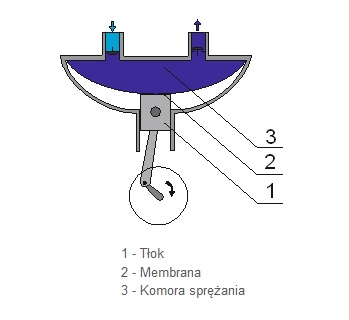 3
2
1
1 - Tłok
2 - Membrana
3 - Komora sprężania